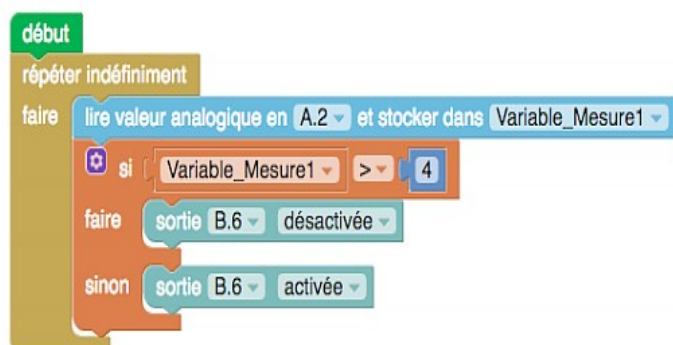 début
répéter indéfiniment
faire lire valeur analogique en A.2 et stocker dans Variable_Mesure1
si Variable_Mesure1 > 4
faire sortie B.6 désactivée
sinon sortie B.6 activée